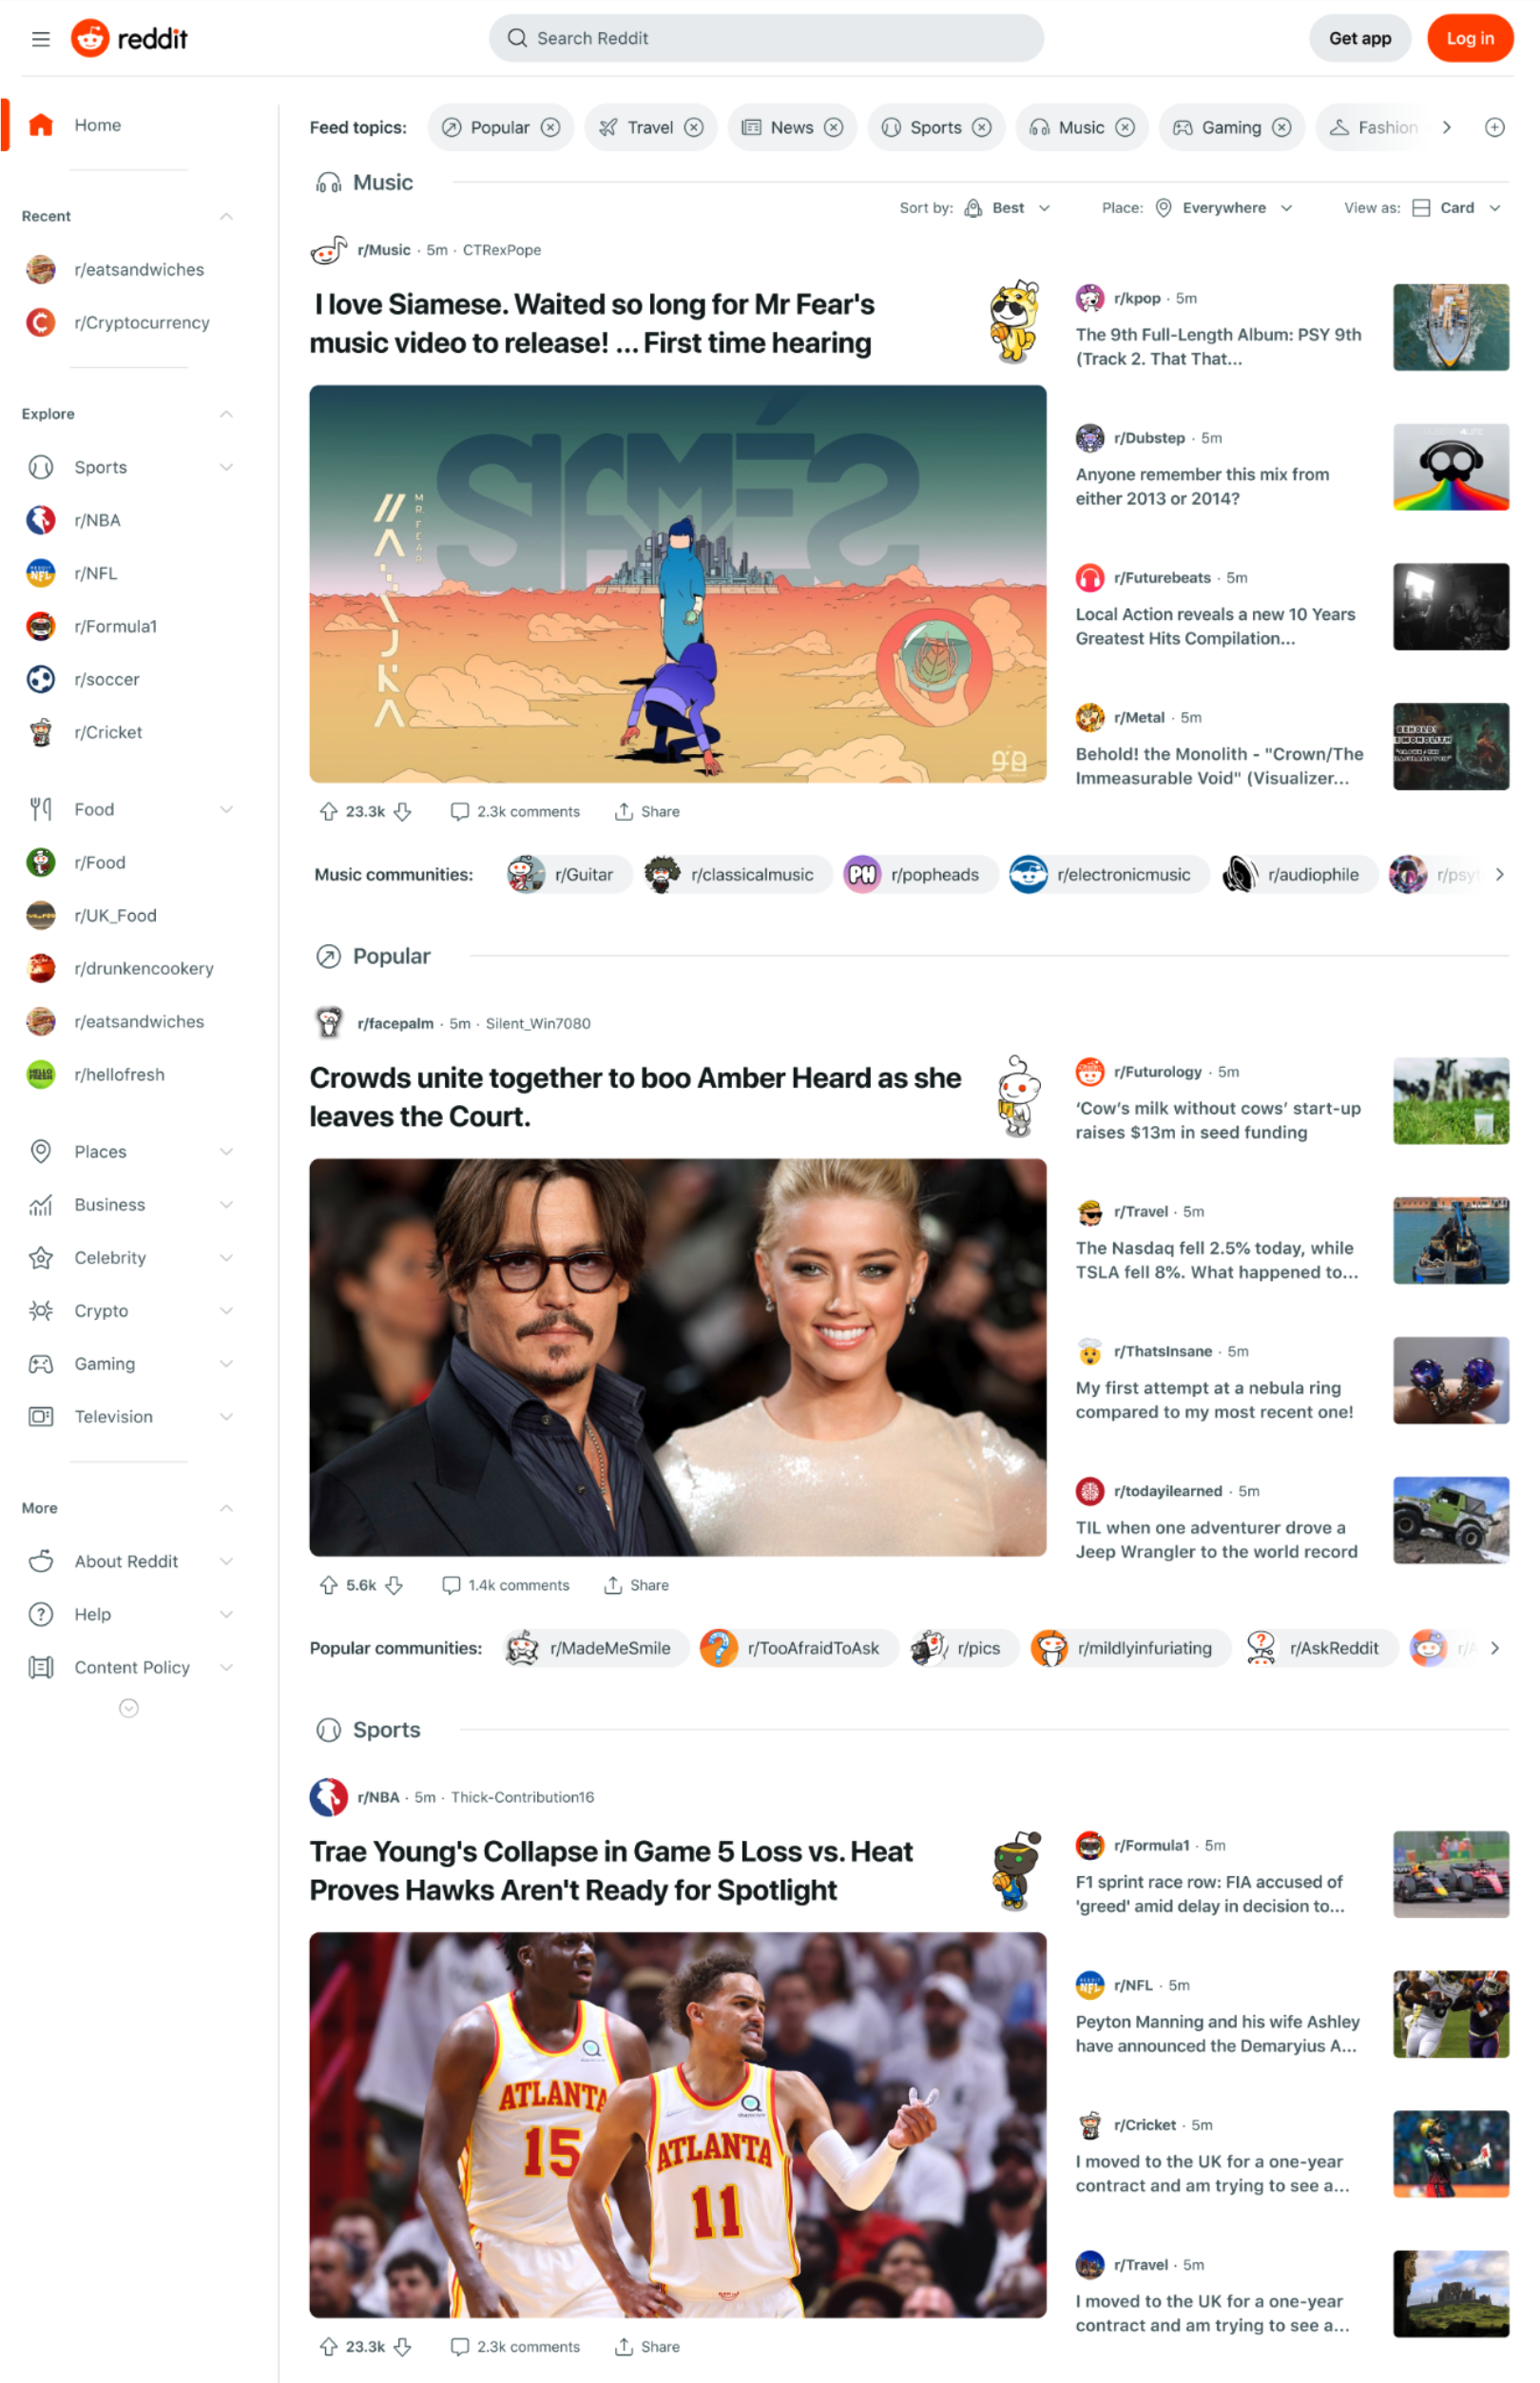 reddit
Search Reddit
Get app
Log in
Home
Recent
r/eatsandwiches
r/Cryptocurrency
Explore
Sports
r/NBA
r/NFL
r/Formula1
r/soccer
r/Cricket
Food
r/Food
r/UK_Food
r/drunkencookery
r/eatsandwiches
r/hellofresh
Places
Business
Celebrity
Crypto
Gaming
Television
More
About Reddit
Help
Content Policy
Feed topics:
Popular
Travel
News
Sports
Music
Gaming
Fashion
Music
Sort by: Best
Place: Everywhere
View as: Card
r/Music · 5m · CTRexPope
I love Siamese. Waited so long for Mr Fear's
music video to release! ... First time hearing
SIAMÉS
MR. FEAR
23.3k
2.3k comments
Share
r/kpop · 5m
The 9th Full-Length Album: PSY 9th
(Track 2. That That...
r/Dubstep · 5m
Anyone remember this mix from
either 2013 or 2014?
r/Futurebeats · 5m
Local Action reveals a new 10 Years
Greatest Hits Compilation...
r/Metal · 5m
Behold! the Monolith - "Crown/The
Immeasurable Void" (Visualizer...
Music communities:
r/Guitar
r/classicalmusic
PH
r/popheads
r/electronicmusic
r/audiophile
r/psyt
Popular
r/facepalm · 5m · Silent_Win7080
Crowds unite together to boo Amber Heard as she
leaves the Court.
5.6k
1.4k comments
Share
r/Futurology · 5m
‘Cow’s milk without cows’ start-up
raises $13m in seed funding
r/Travel · 5m
The Nasdaq fell 2.5% today, while
TSLA fell 8%. What happened to...
r/ThatsInsane · 5m
My first attempt at a nebula ring
compared to my most recent one!
r/todayilearned · 5m
TIL when one adventurer drove a
Jeep Wrangler to the world record
Popular communities:
r/MadeMeSmile
r/TooAfraidToAsk
r/pics
r/mildlyinfuriating
r/AskReddit
r/A
Sports
r/NBA · 5m · Thick-Contribution16
Trae Young's Collapse in Game 5 Loss vs. Heat
Proves Hawks Aren't Ready for Spotlight
ATLANTA
15
ATLANTA
11
23.3k
2.3k comments
Share
r/Formula1 · 5m
F1 sprint race row: FIA accused of
'greed' amid delay in decision to...
r/NFL · 5m
Peyton Manning and his wife Ashley
have announced the Demaryius A...
r/Cricket · 5m
I moved to the UK for a one-year
contract and am trying to see a...
r/Travel · 5m
I moved to the UK for a one-year
contract and am trying to see a...